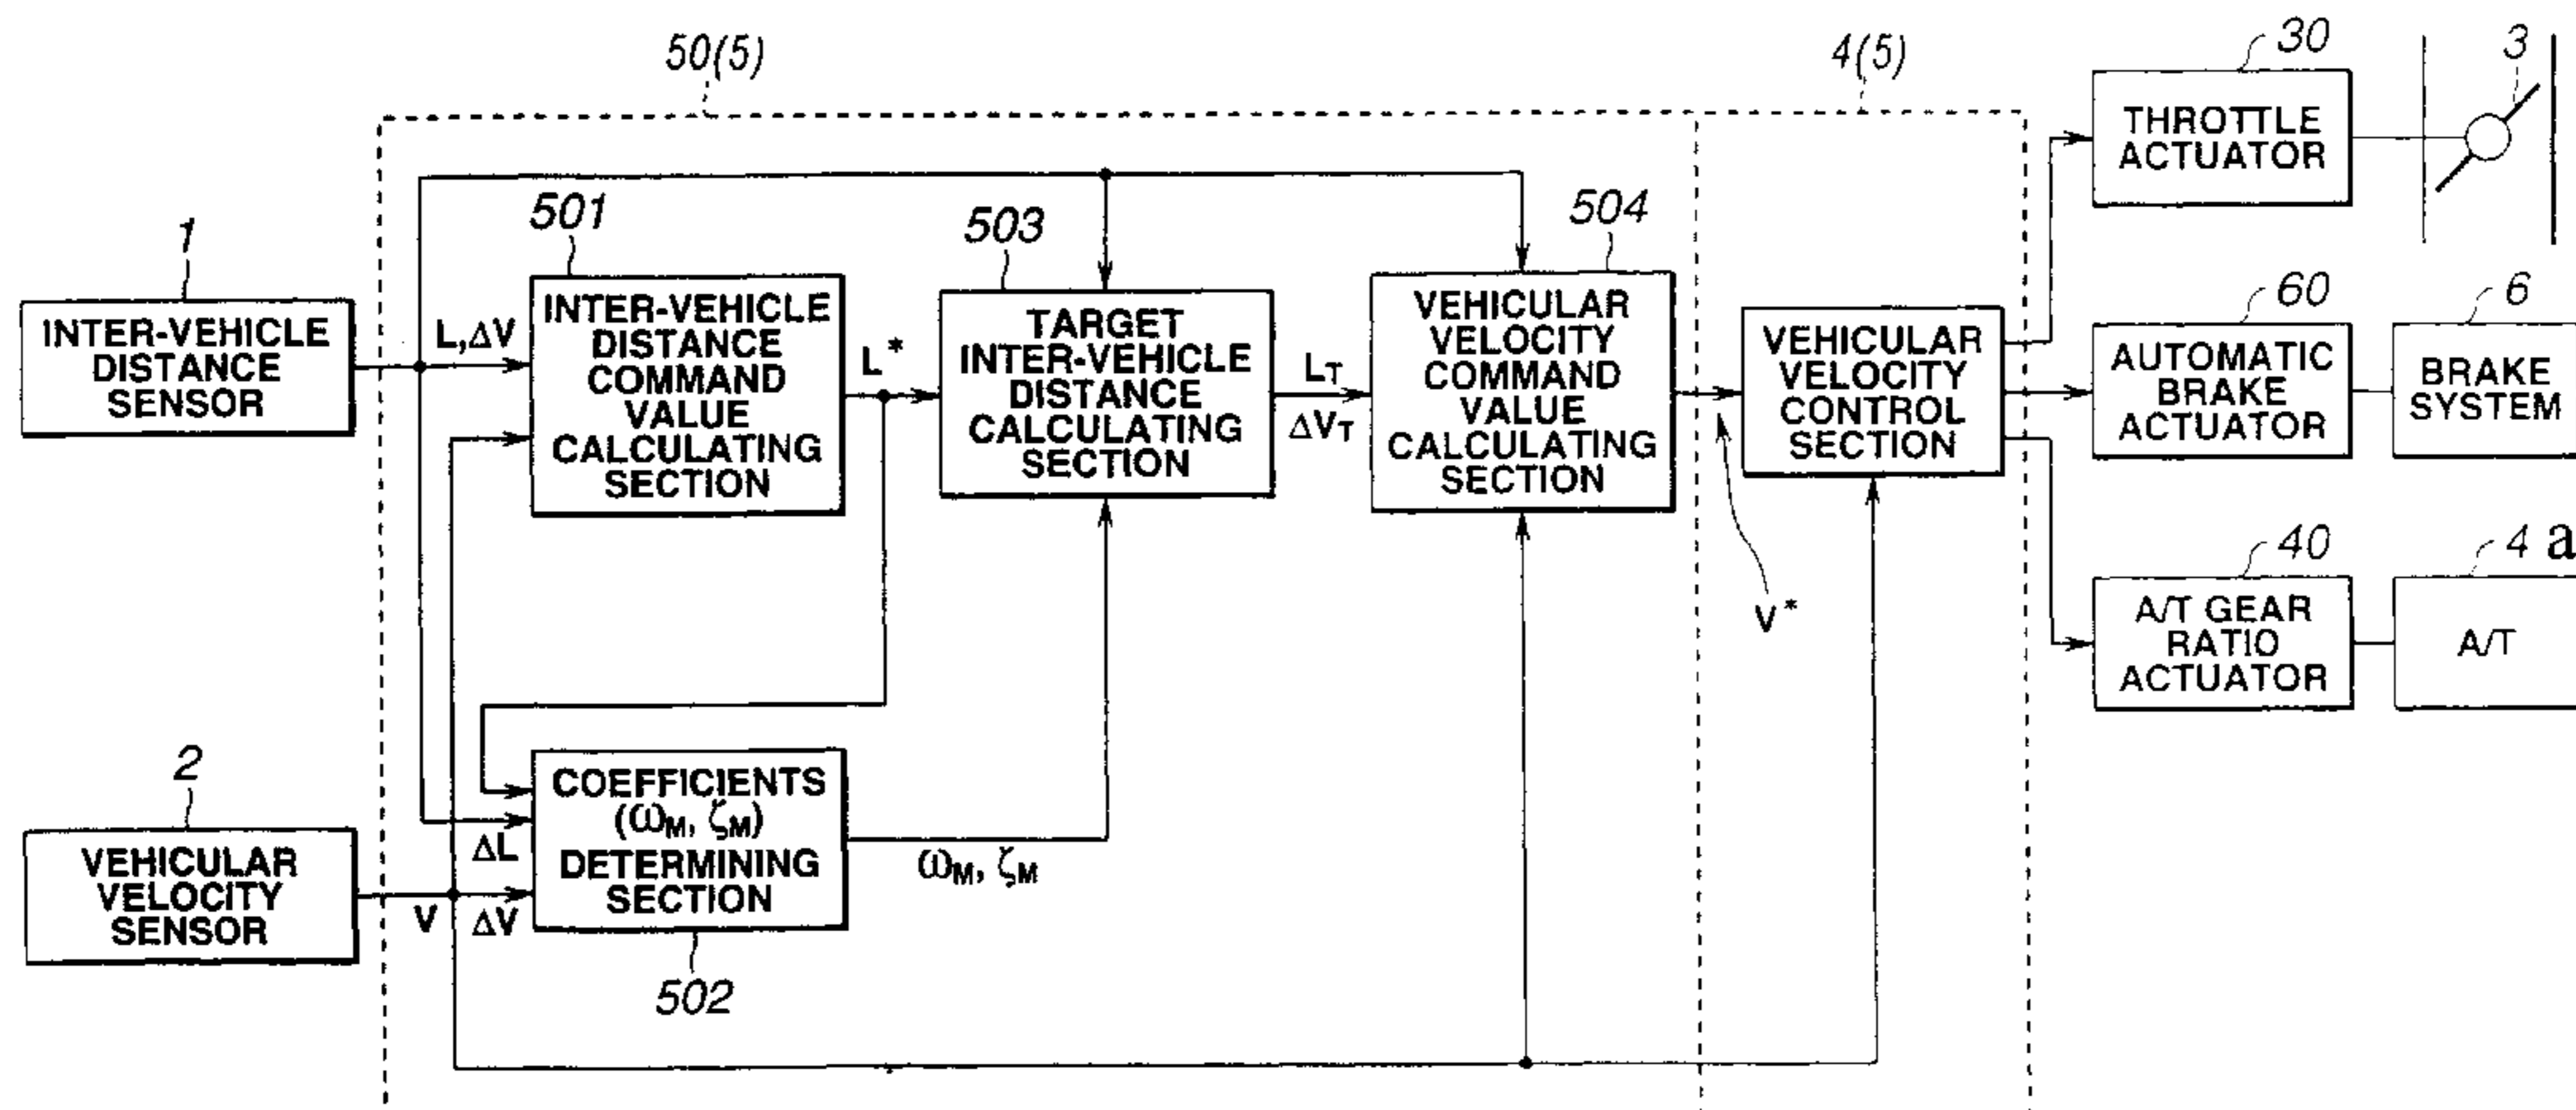 50(5)
4(5)
30
3
THROTTLE
ACTUATOR
1
INTER-VEHICLE
DISTANCE
SENSOR
L,ΔV
501
INTER-VEHICLE
DISTANCE
COMMAND
VALUE
CALCULATING
SECTION
L*
503
TARGET
INTER-VEHICLE
DISTANCE
CALCULATING
SECTION
LT
ΔVT
504
VEHICULAR
VELOCITY
COMMAND
VALUE
CALCULATING
SECTION
V*
VEHICULAR
VELOCITY
CONTROL
SECTION
60
AUTOMATIC
BRAKE
ACTUATOR
6
BRAKE
SYSTEM
40
A/T GEAR
RATIO
ACTUATOR
4 a
A/T
2
VEHICULAR
VELOCITY
SENSOR
V
ΔL
ΔV
COEFFICIENTS
(ωM, ζM)
DETERMINING
SECTION
502
ωM, ζM